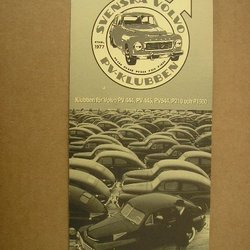 SVENSKA VOLVO
1977
PV-KLUBBEN
Klubben för Volvo PV 444, PV 445, PV544, P210 och P1900